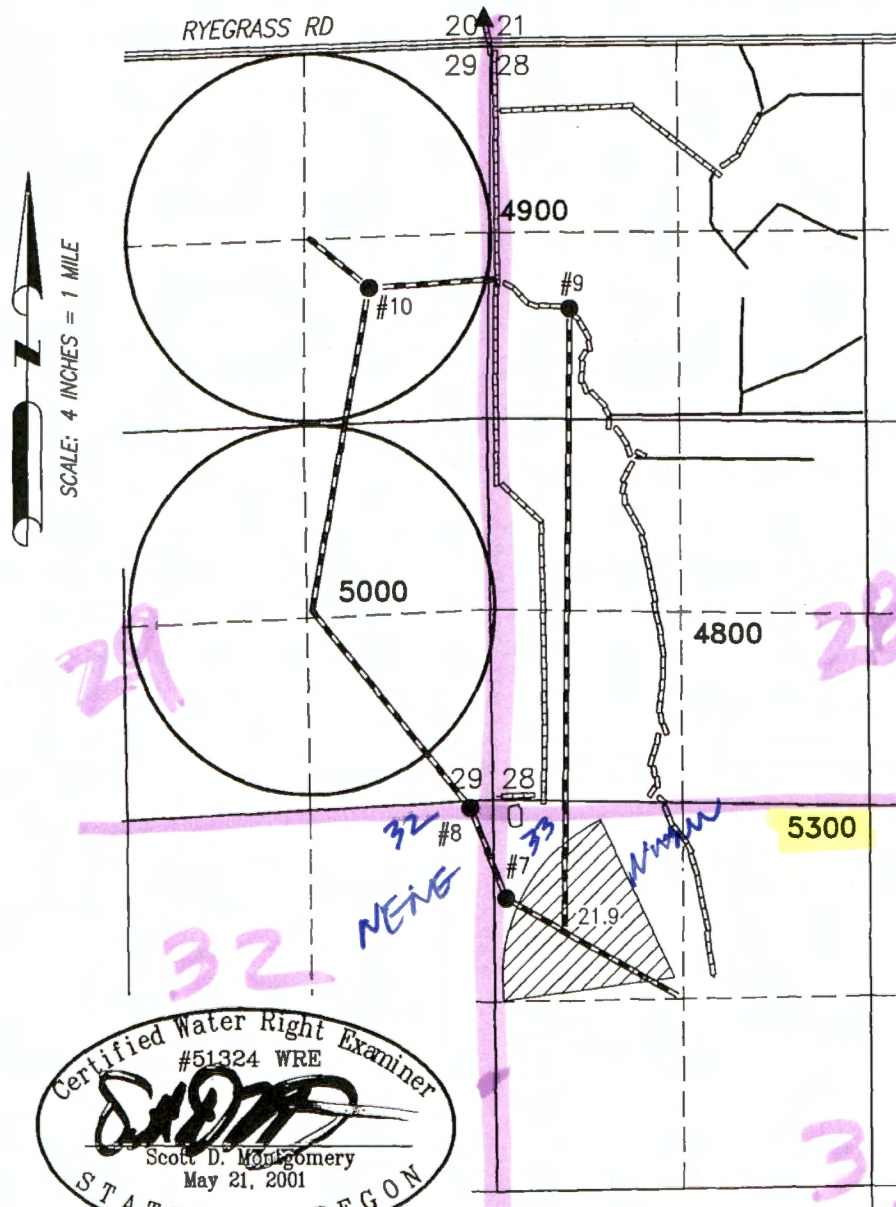 RYEGRASS RD
20 21
29 28
SCALE: 4 INCHES = 1 MILE
4900
#9
#10
5000
4800
29
28
29 28
5300
32
33
#8
#7
NENE
21.9
32
3
Certified Water Right Examiner
#51324 WRE
Scott D. Montgomery
May 21, 2001